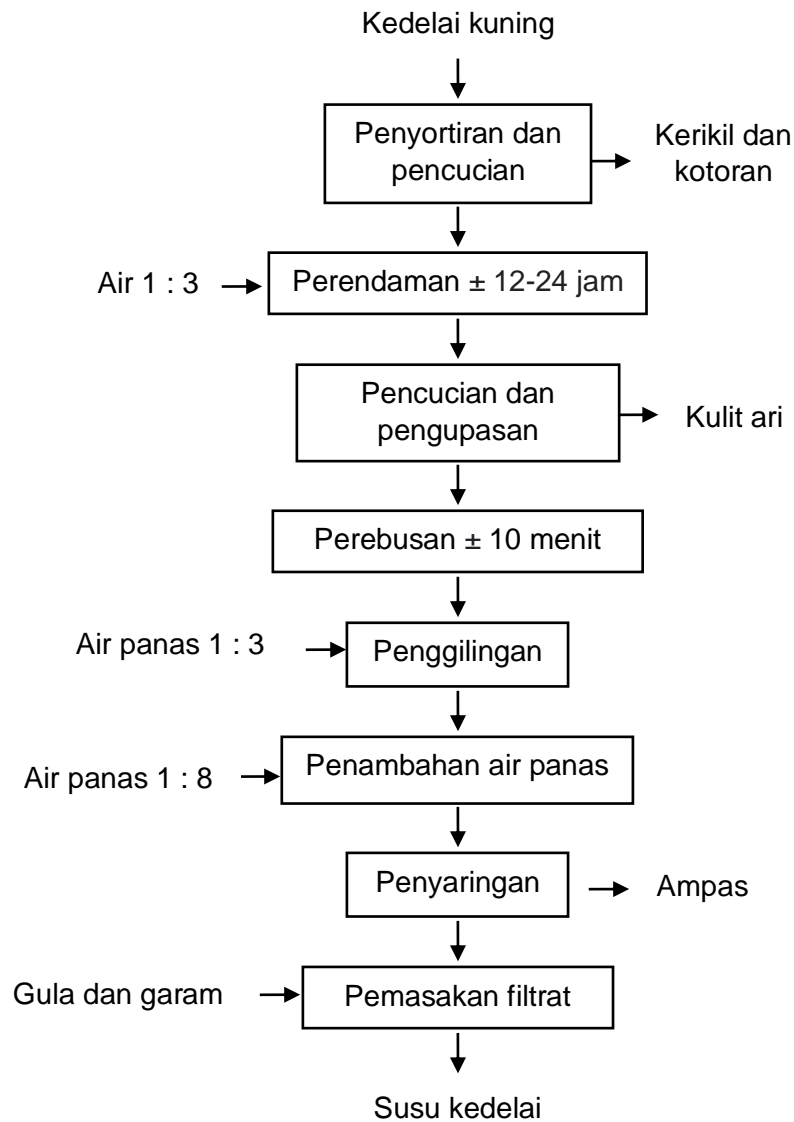 Kedelai kuning
Penyortiran dan
pencucian
Kerikil dan
kotoran
Air 1 : 3
Perendaman ± 12-24 jam
Pencucian dan
pengupasan
Kulit ari
Perebusan ± 10 menit
Air panas 1 : 3
Penggilingan
Air panas 1 : 8
Penambahan air panas
Penyaringan
Ampas
Gula dan garam
Pemasakan filtrat
Susu kedelai